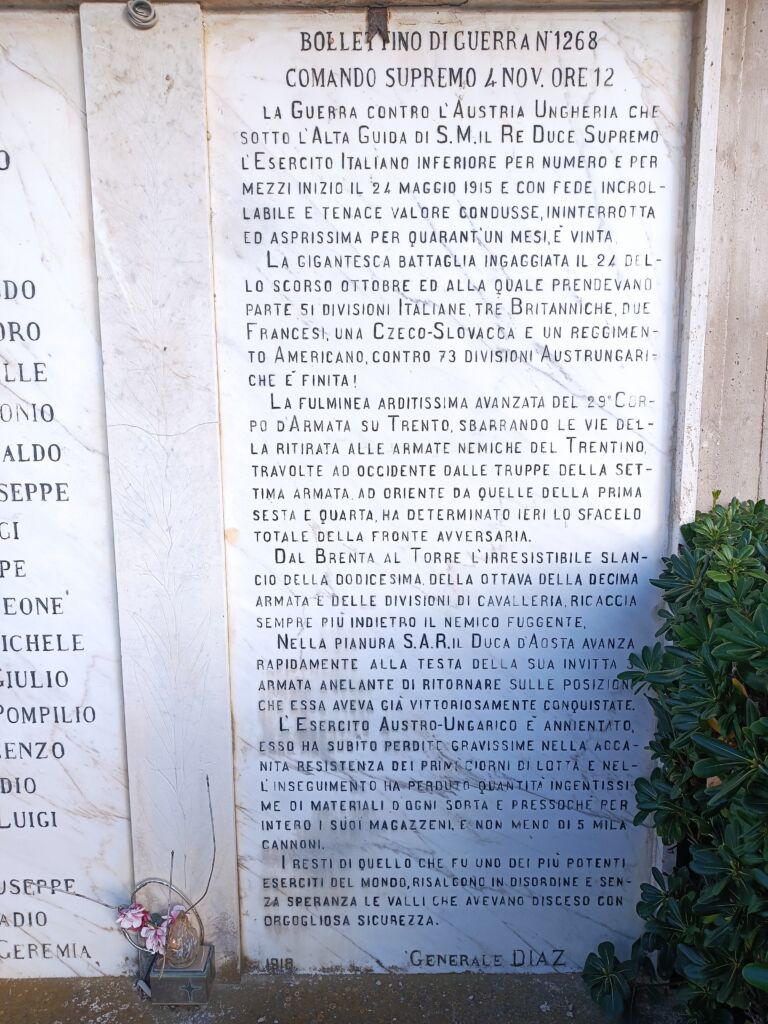 O
DO
ORO
LLE
ONIO
ALDO
SEPPE
GI
PE
EONE'
ICHELE
GIULIO
POMPILIO
ENZO
DIO
LUIGI
USEPPE
ADIO
GEREMIA
BOLLETTINO DI GUERRA N° 1268
COMANDO SUPREMO 4 NOV. ORE 12
LA GUERRA CONTRO L'AUSTRIA UNGHERIA CHE
SOTTO L'ALTA GUIDA DI S.M. IL RE DUCE SUPREMO
L'ESERCITO ITALIANO INFERIORE PER NUMERO E PER
MEZZI INIZIO IL 24 MAGGIO 1915 E CON FEDE INCROL-
LABILE E TENACE VALORE CONDUSSE, ININTERROTTA
ED ASPRISSIMA PER QUARANT'UN MESI, E' VINTA.
LA GIGANTESCA BATTAGLIA INGAGGIATA IL 24 DEL-
LO SCORSO OTTOBRE ED ALLA QUALE PRENDEVANO
PARTE 51 DIVISIONI ITALIANE, TRE BRITANNICHE, DUE
FRANCESI, UNA CZECO-SLOVACCA E UN REGGIMEN-
TO AMERICANO, CONTRO 73 DIVISIONI AUSTRUNGARI-
CHE E' FINITA!
LA FULMINEA ARDITISSIMA AVANZATA DEL 29° COR-
PO D'ARMATA SU TRENTO, SBARRANDO LE VIE DEL-
LA RITIRATA ALLE ARMATE NEMICHE DEL TRENTINO,
TRAVOLTE AD OCCIDENTE DALLE TRUPPE DELLA SET-
TIMA ARMATA, AD ORIENTE DA QUELLE DELLA PRIMA
SESTA E QUARTA, HA DETERMINATO IERI LO SFACELO
TOTALE DELLA FRONTE AVVERSARIA.
DAL BRENTA AL TORRE L'IRRESISTIBILE SLAN-
CIO DELLA DODICESIMA, DELLA OTTAVA DELLA DECIMA
ARMATA E DELLE DIVISIONI DI CAVALLERIA, RICACCIA
SEMPRE PIÙ INDIETRO IL NEMICO FUGGENTE.
NELLA PIANURA S.A.R. IL DUCA D'AOSTA AVANZA
RAPIDAMENTE ALLA TESTA DELLA SUA INVITTA
ARMATA ANELANTE DI RITORNARE SULLE POSIZION
CHE ESSA AVEVA GIÀ VITTORIOSAMENTE CONQUISTATE.
L'ESERCITO AUSTRO-UNGARICO E' ANNIENTATO,
ESSO HA SUBITO PERDITE GRAVISSIME NELLA ACCA-
NITA RESISTENZA DEI PRIMI GIORNI DI LOTTA E NEL-
L'INSEGUIMENTO HA PERDUTO QUANTITÀ INGENTISSI-
ME DI MATERIALI D'OGNI SORTA E PRESSOCHÈ PER
INTERO I SUOI MAGAZZENI, E NON MENO DI 5 MILA
CANNONI.
I RESTI DI QUELLO CHE FU UNO DEI PIÙ POTENTI
ESERCITI DEL MONDO, RISALGONO IN DISORDINE E SEN-
ZA SPERANZA LE VALLI CHE AVEVANO DISCESO CON
ORGOGLIOSA SICUREZZA.
1918 GENERALE DIAZ